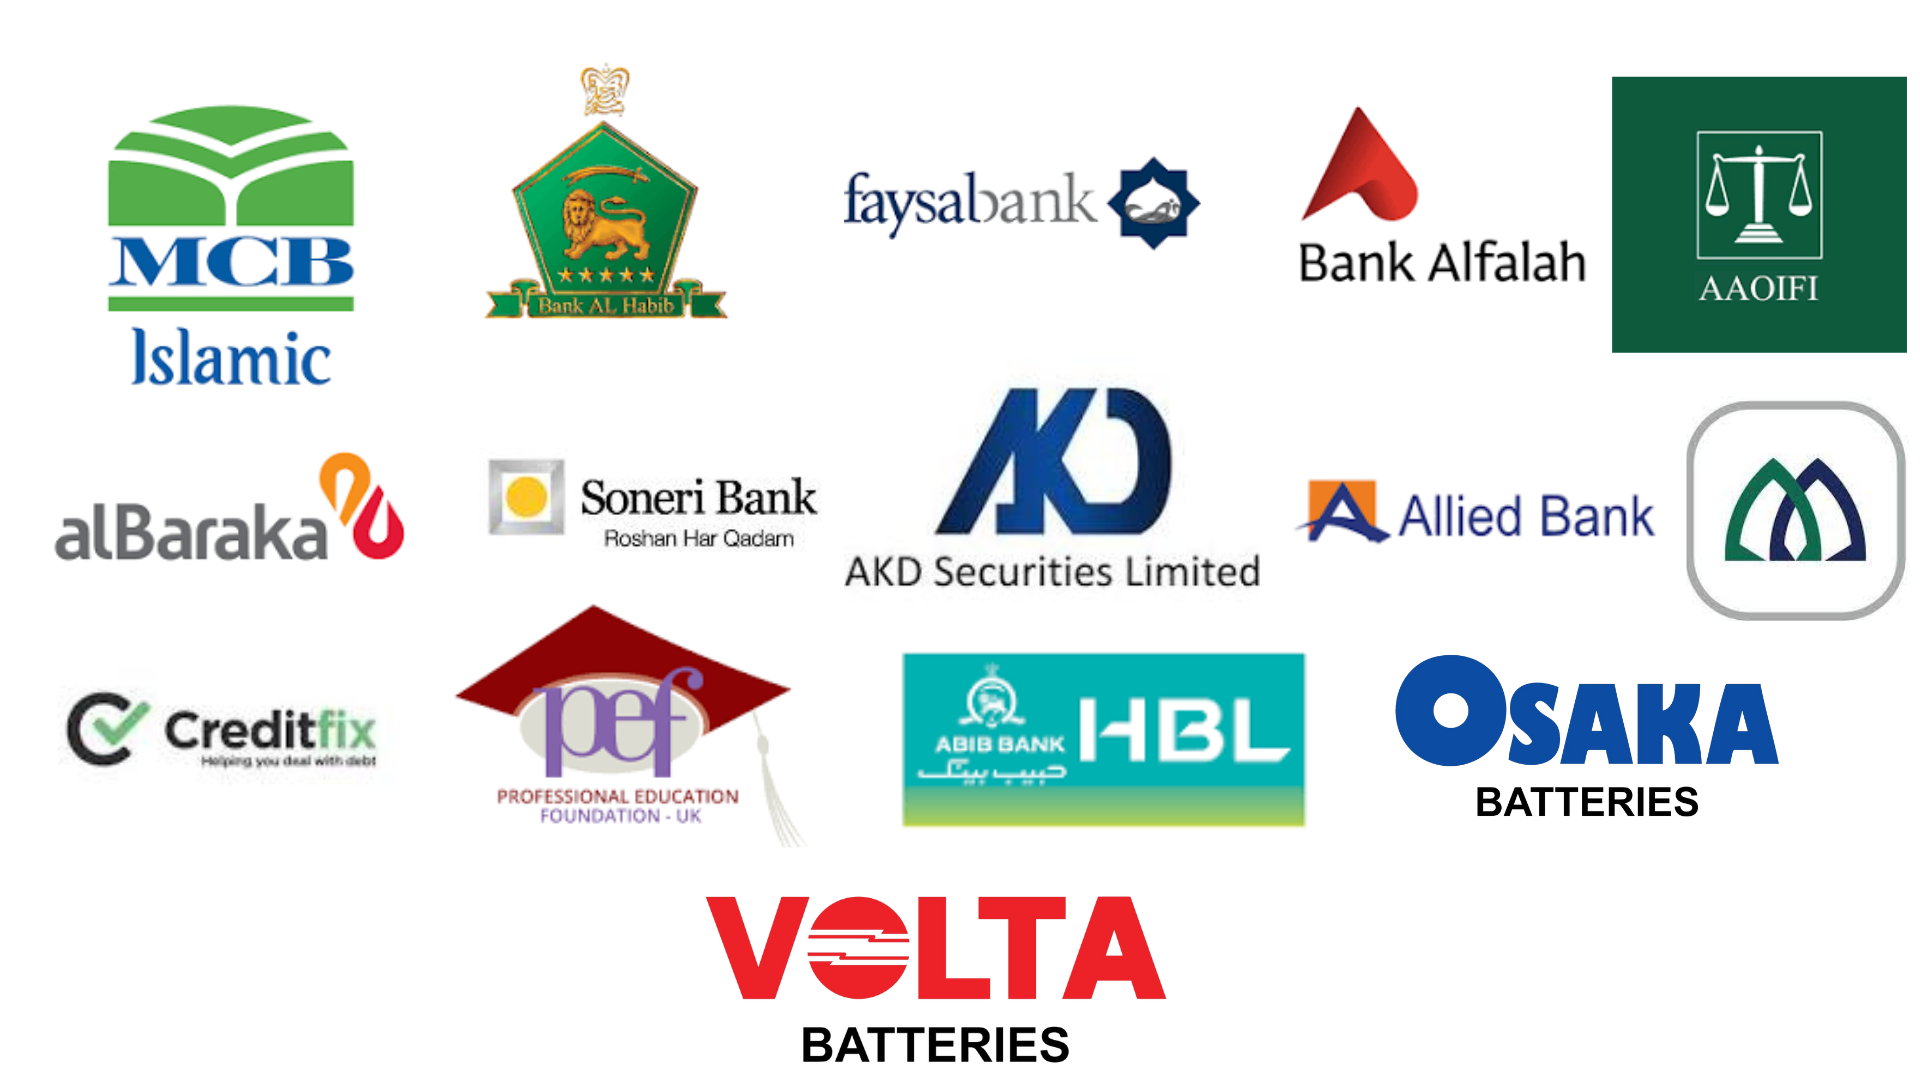 MCB
Islamic
Bank AL Habib
faysalbank
Bank Alfalah
AAOIFI
alBaraka
Soneri Bank
Roshan Har Qadam
AKD
AKD Securities Limited
Allied Bank
Creditfix
Helping you deal with debt
pef
PROFESSIONAL EDUCATION
FOUNDATION - UK
ABIB BANK
حبیب بینک
HBL
OSAKA
BATTERIES
VOLTA
BATTERIES